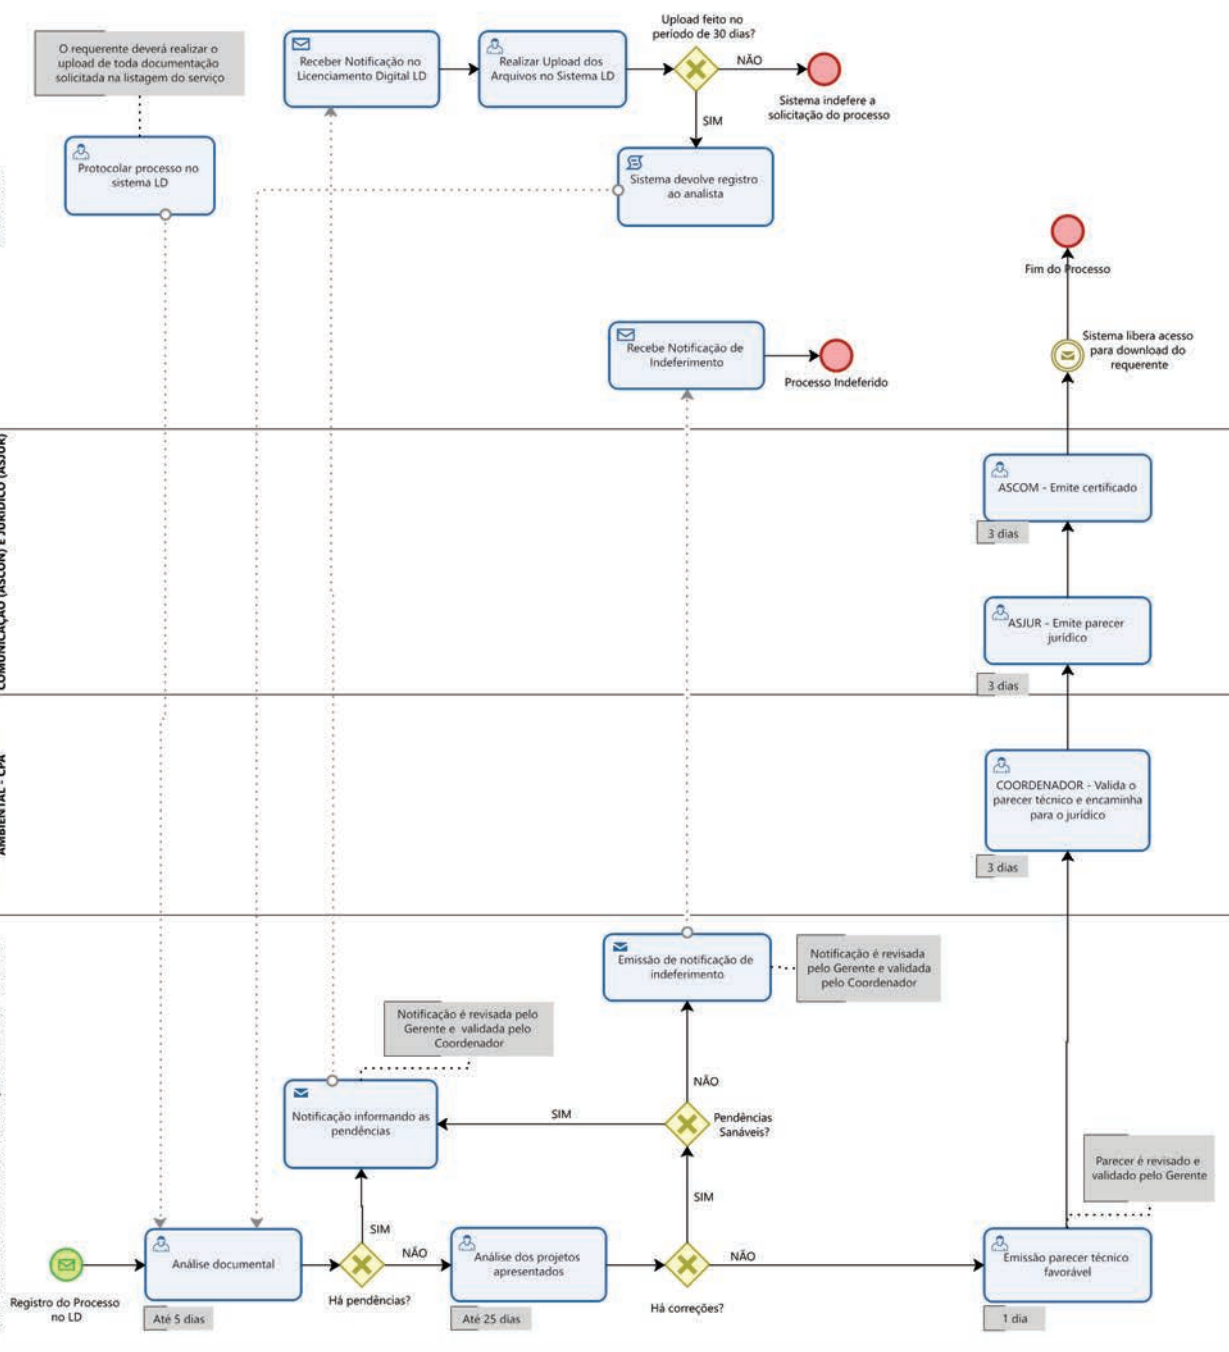 Upload feito no
período de 30 dias?
O requerente deverá realizar o
upload de toda documentação
solicitada na listagem do serviço
Receber Notificação no
Licenciamento Digital LD
Realizar Upload dos
Arquivos no Sistema LD
NÃO
Sistema indefere a
solicitação do processo
SIM
Protocolar processo no
sistema LD
Sistema devolve registro
ao analista
Fim do Processo
Recebe Notificação de
Indeferimento
Processo Indeferido
Sistema libera acesso
para download do
requerente
COMUNICAÇÃO (ASCON) E JURÍDICO (ASJUR)
ASCOM - Emite certificado
3 dias
ASJUR - Emite parecer
jurídico
3 dias
AMBIENTAL - CPA
COORDENADOR - Valida o
parecer técnico e encaminha
para o jurídico
3 dias
Emissão de notificação de
indeferimento
Notificação é revisada
pelo Gerente e validada
pelo Coordenador
Notificação é revisada pelo
Gerente e validada pelo
Coordenador
NÃO
Notificação informando as
pendências
SIM
Pendências
Sanáveis?
Parecer é revisado e
validado pelo Gerente
SIM
SIM
Análise documental
NÃO
Análise dos projetos
apresentados
NÃO
Emissão parecer técnico
favorável
Registro do Processo
no LD
Há pendências?
Há correções?
Até 5 dias
Até 25 dias
1 dia